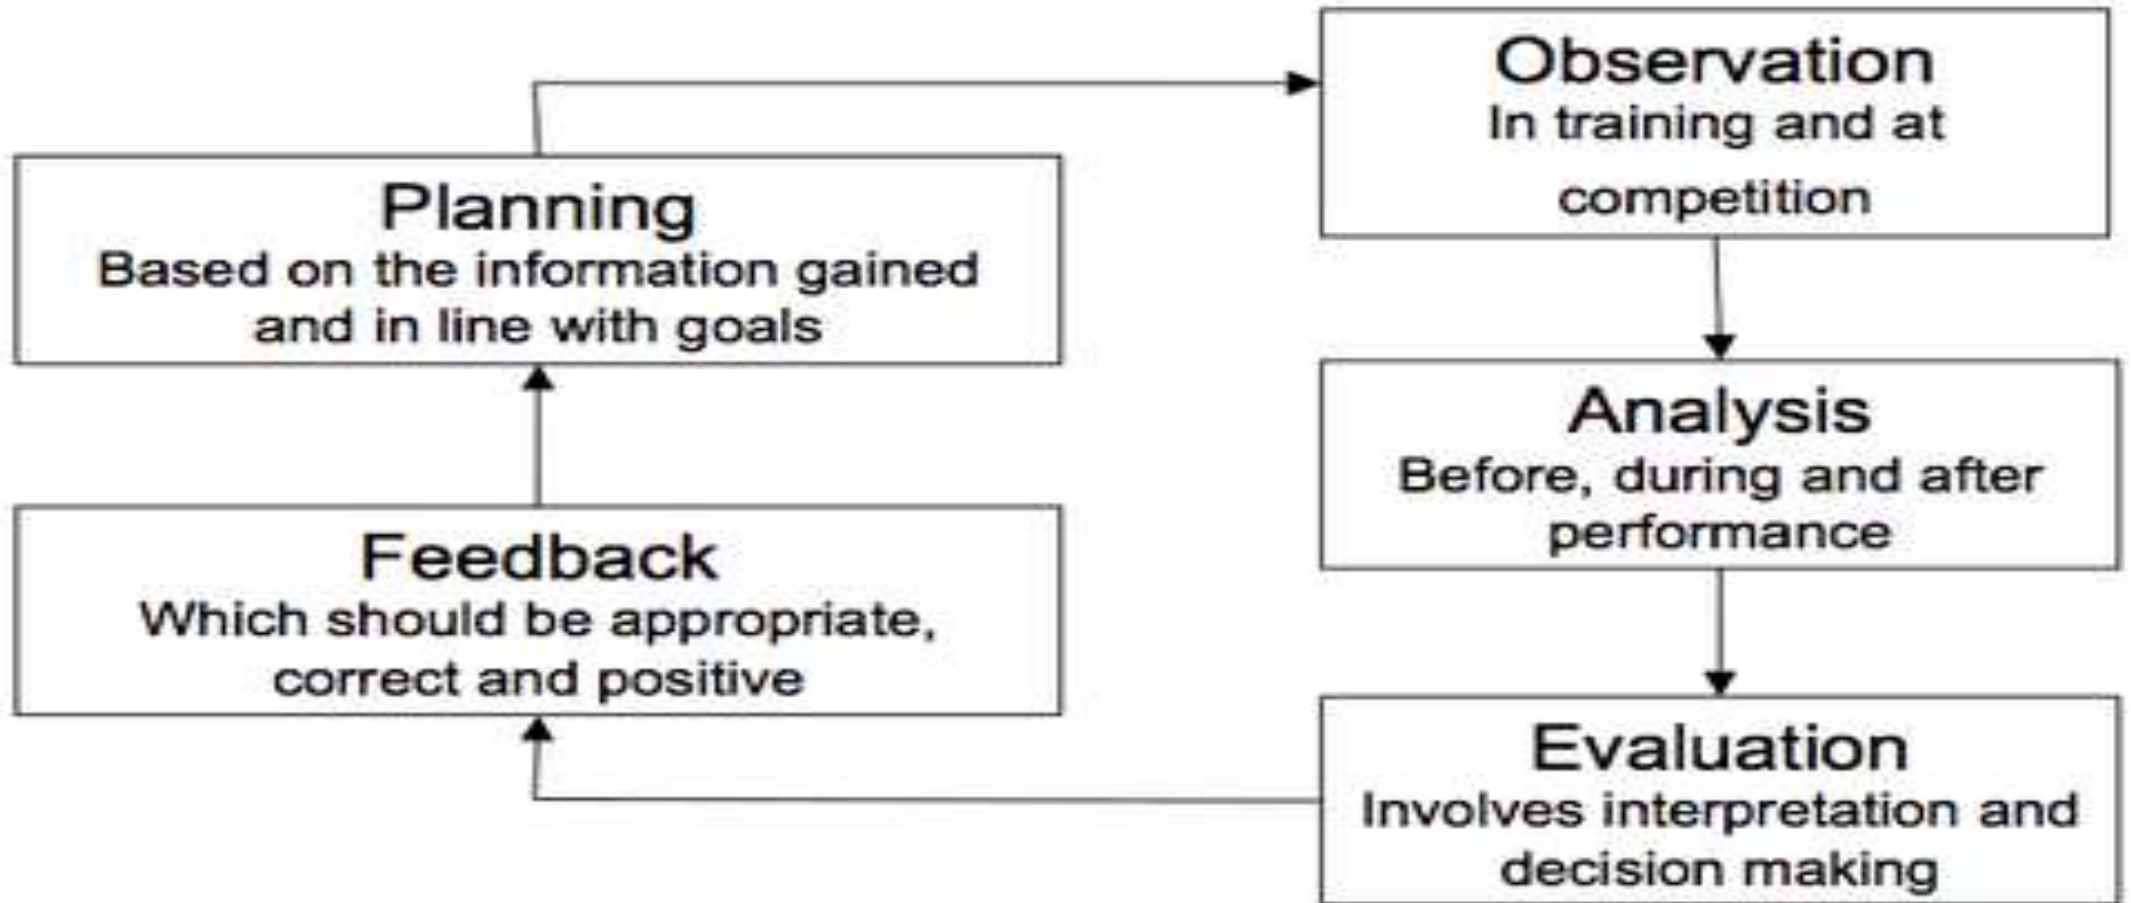 Observation
In training and at
competition
Planning
Based on the information gained
and in line with goals
Analysis
Before, during and after
performance
Feedback
Which should be appropriate,
correct and positive
Evaluation
Involves interpretation and
decision making